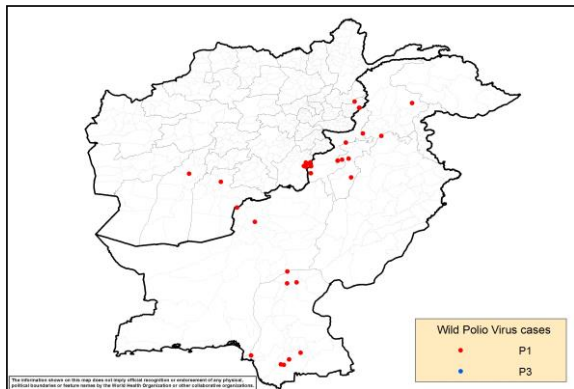 Wild Polio Virus cases
P1
P3
The information shown on this map does not imply official recognition or endorsement of any physical,
political boundaries or feature names by the World Health Organization or other collaborative organizations.